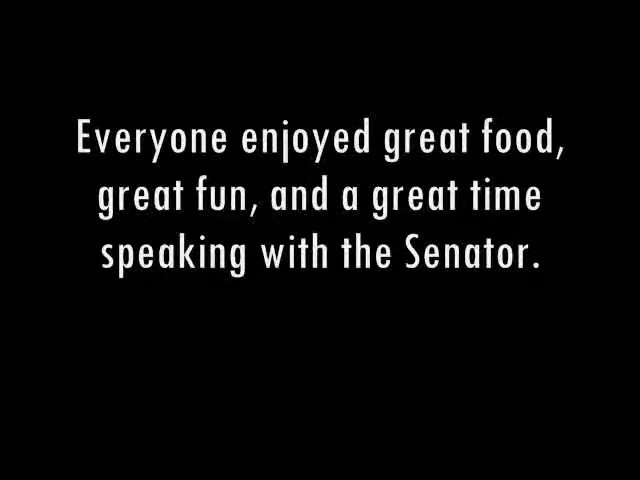 Everyone enjoyed great food,
great fun, and a great time
speaking with the Senator.